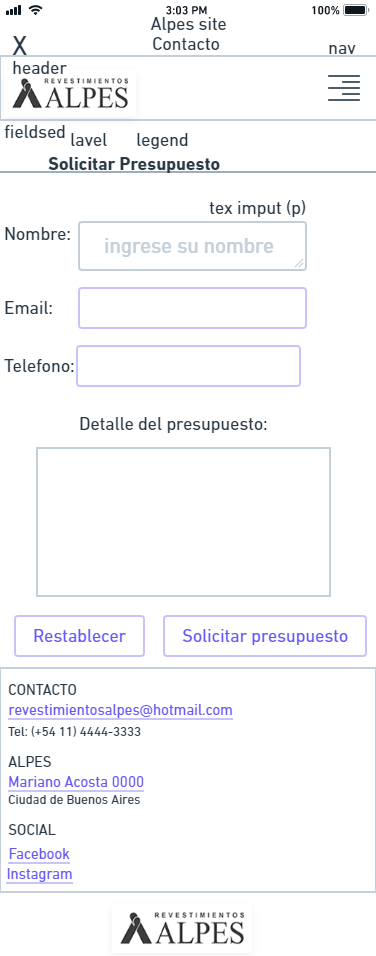 3:03 PM
100%
Alpes site
X
Contacto
nav
header
REVESTIMIENTOS
ALPES
fieldsed
lavel
legend
Solicitar Presupuesto
tex imput (p)
Nombre:
ingrese su nombre
Email:
Telefono:
Detalle del presupuesto:
Restablecer
Solicitar presupuesto
CONTACTO
revestimientosalpes@hotmail.com
Tel: (+54 11) 4444-3333
ALPES
Mariano Acosta 0000
Ciudad de Buenos Aires
SOCIAL
Facebook
Instagram
REVESTIMIENTOS
ALPES